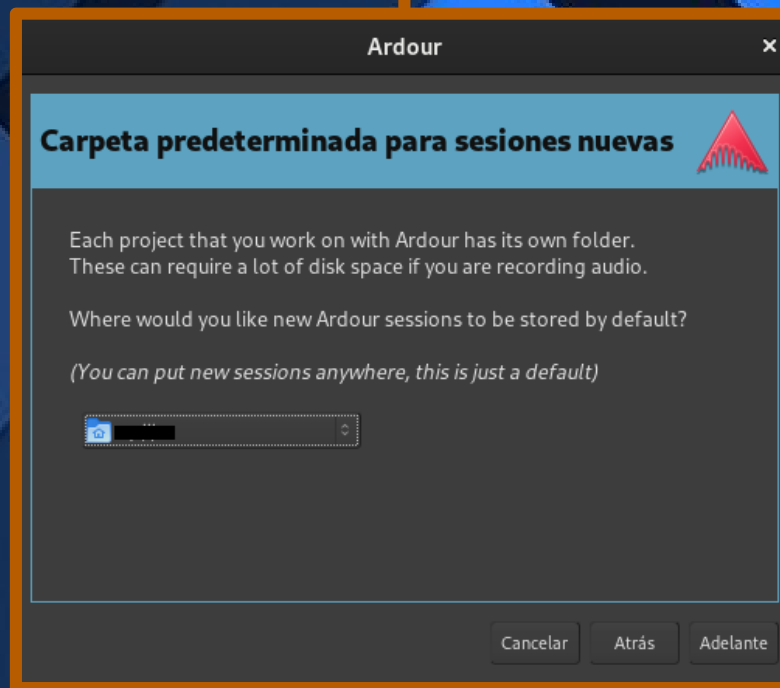 Ardour
Carpeta predeterminada para sesiones nuevas
Each project that you work on with Ardour has its own folder.
These can require a lot of disk space if you are recording audio.
Where would you like new Ardour sessions to be stored by default?
(You can put new sessions anywhere, this is just a default)
Cancelar Atrás Adelante